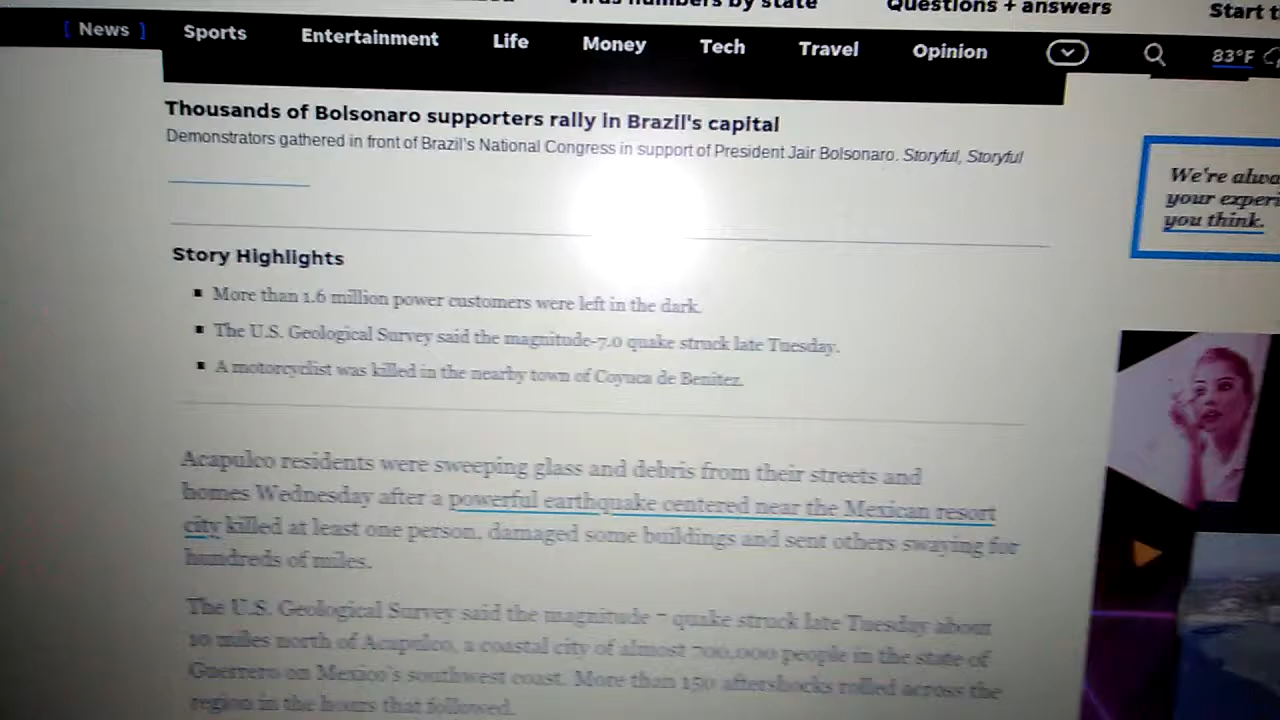 numbers by state Questions + answers Start t
[ News ] Sports Entertainment Life Money Tech Travel Opinion 83°F
Thousands of Bolsonaro supporters rally in Brazil's capital
Demonstrators gathered in front of Brazil's National Congress in support of President Jair Bolsonaro. Storyful, Storyful
We're alwa
your experi
you think.
Story Highlights
More than 1.6 million power customers were left in the dark.
The U.S. Geological Survey said the magnitude-7.0 quake struck late Tuesday.
A motorcyclist was killed in the nearby town of Coyuca de Benitez.
Acapulco residents were sweeping glass and debris from their streets and
homes Wednesday after a powerful earthquake centered near the Mexican resort
city killed at least one person, damaged some buildings and sent others swaying for
hundreds of miles.
The U.S. Geological Survey said the magnitude 7 quake struck late Tuesday about
10 miles north of Acapulco, a coastal city of almost 700,000 people in the state of
Guerrero on Mexico's southwest coast. More than 150 aftershocks rolled across the
region in the hours that followed.